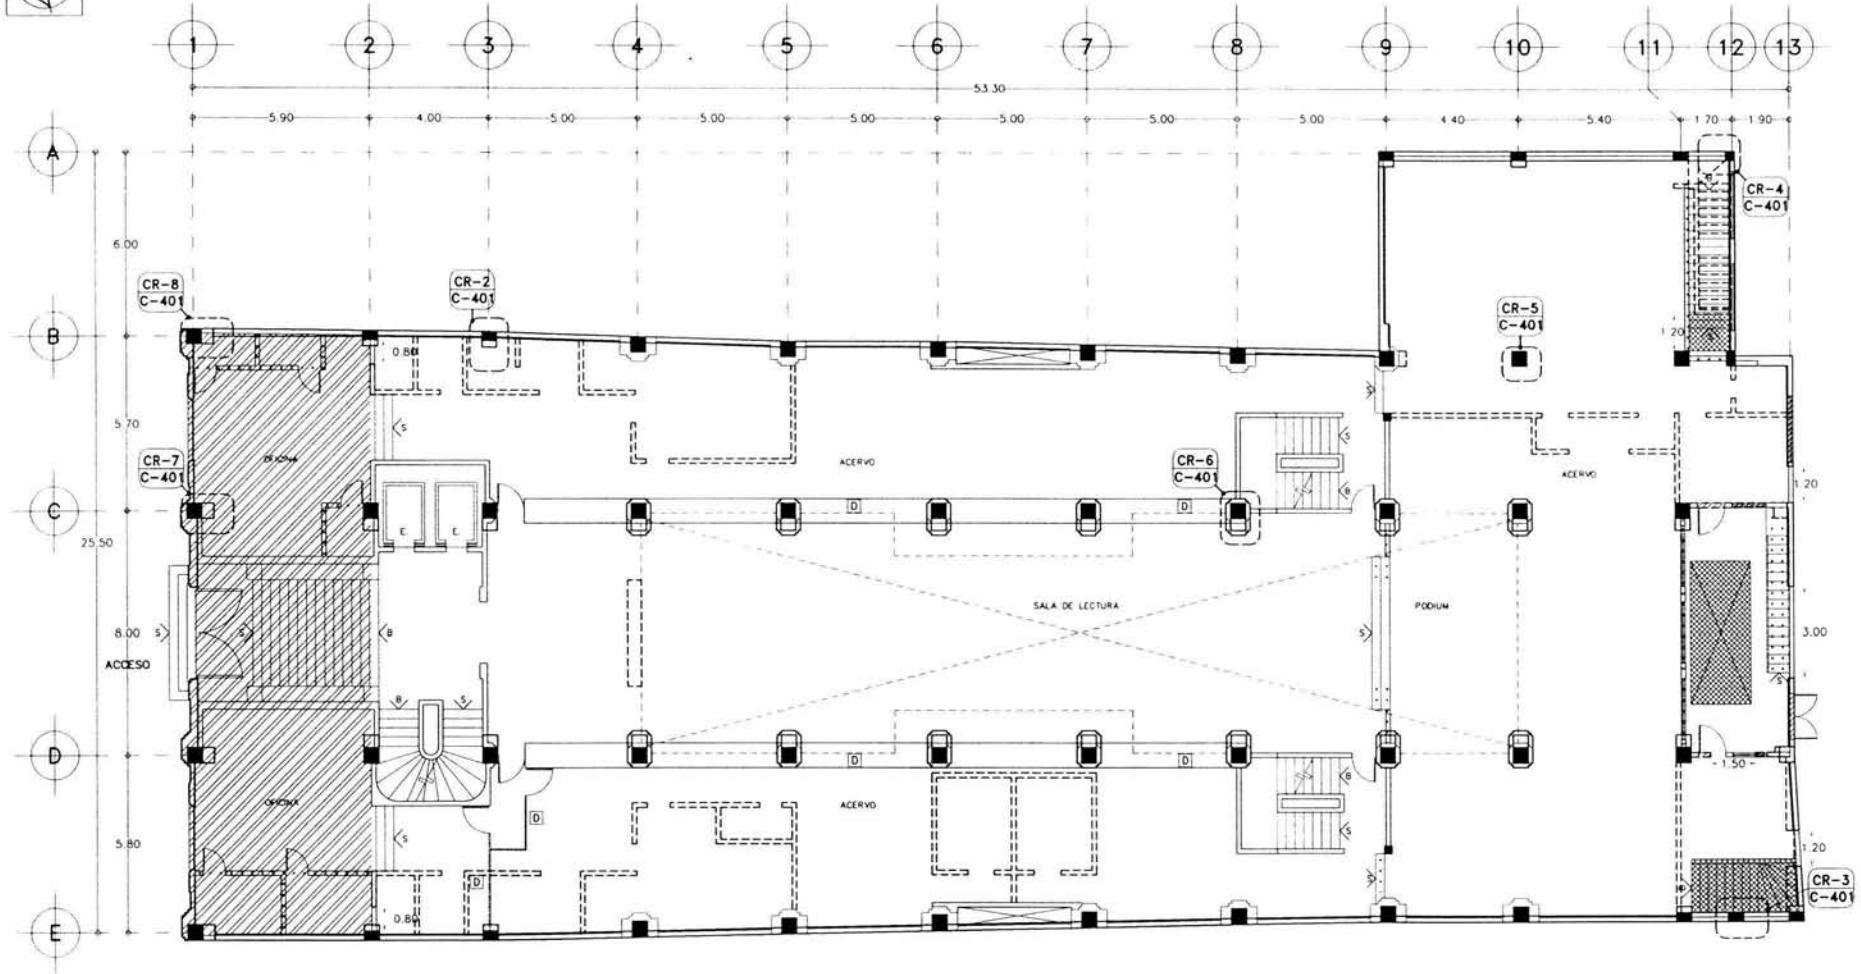 1 2 3 4 5 6 7 8 9 10 11 12 13
53.30
5.90 4.00 5.00 5.00 5.00 5.00 5.00 5.00 4.40 5.40 1.70 1.90
A
CR-4
C-401
6.00
CR-8
C-401
CR-2
C-401
CR-5
C-401
B
1.20
S
0.80
5.70
S
S
OFICINA
CR-7
C-401
ACERVO
CR-6
C-401
ACERVO
1.20
B
C
D
D
E. E.
25.50
SALA DE LECTURA
PODIUM
8.00
S
S
B
S
3.00
ACCESO
S
B
S
D
D
D
1.50
B
OFICINA
ACERVO
D
S
S
5.80
1.20
D
CR-3
C-401
0.80
E